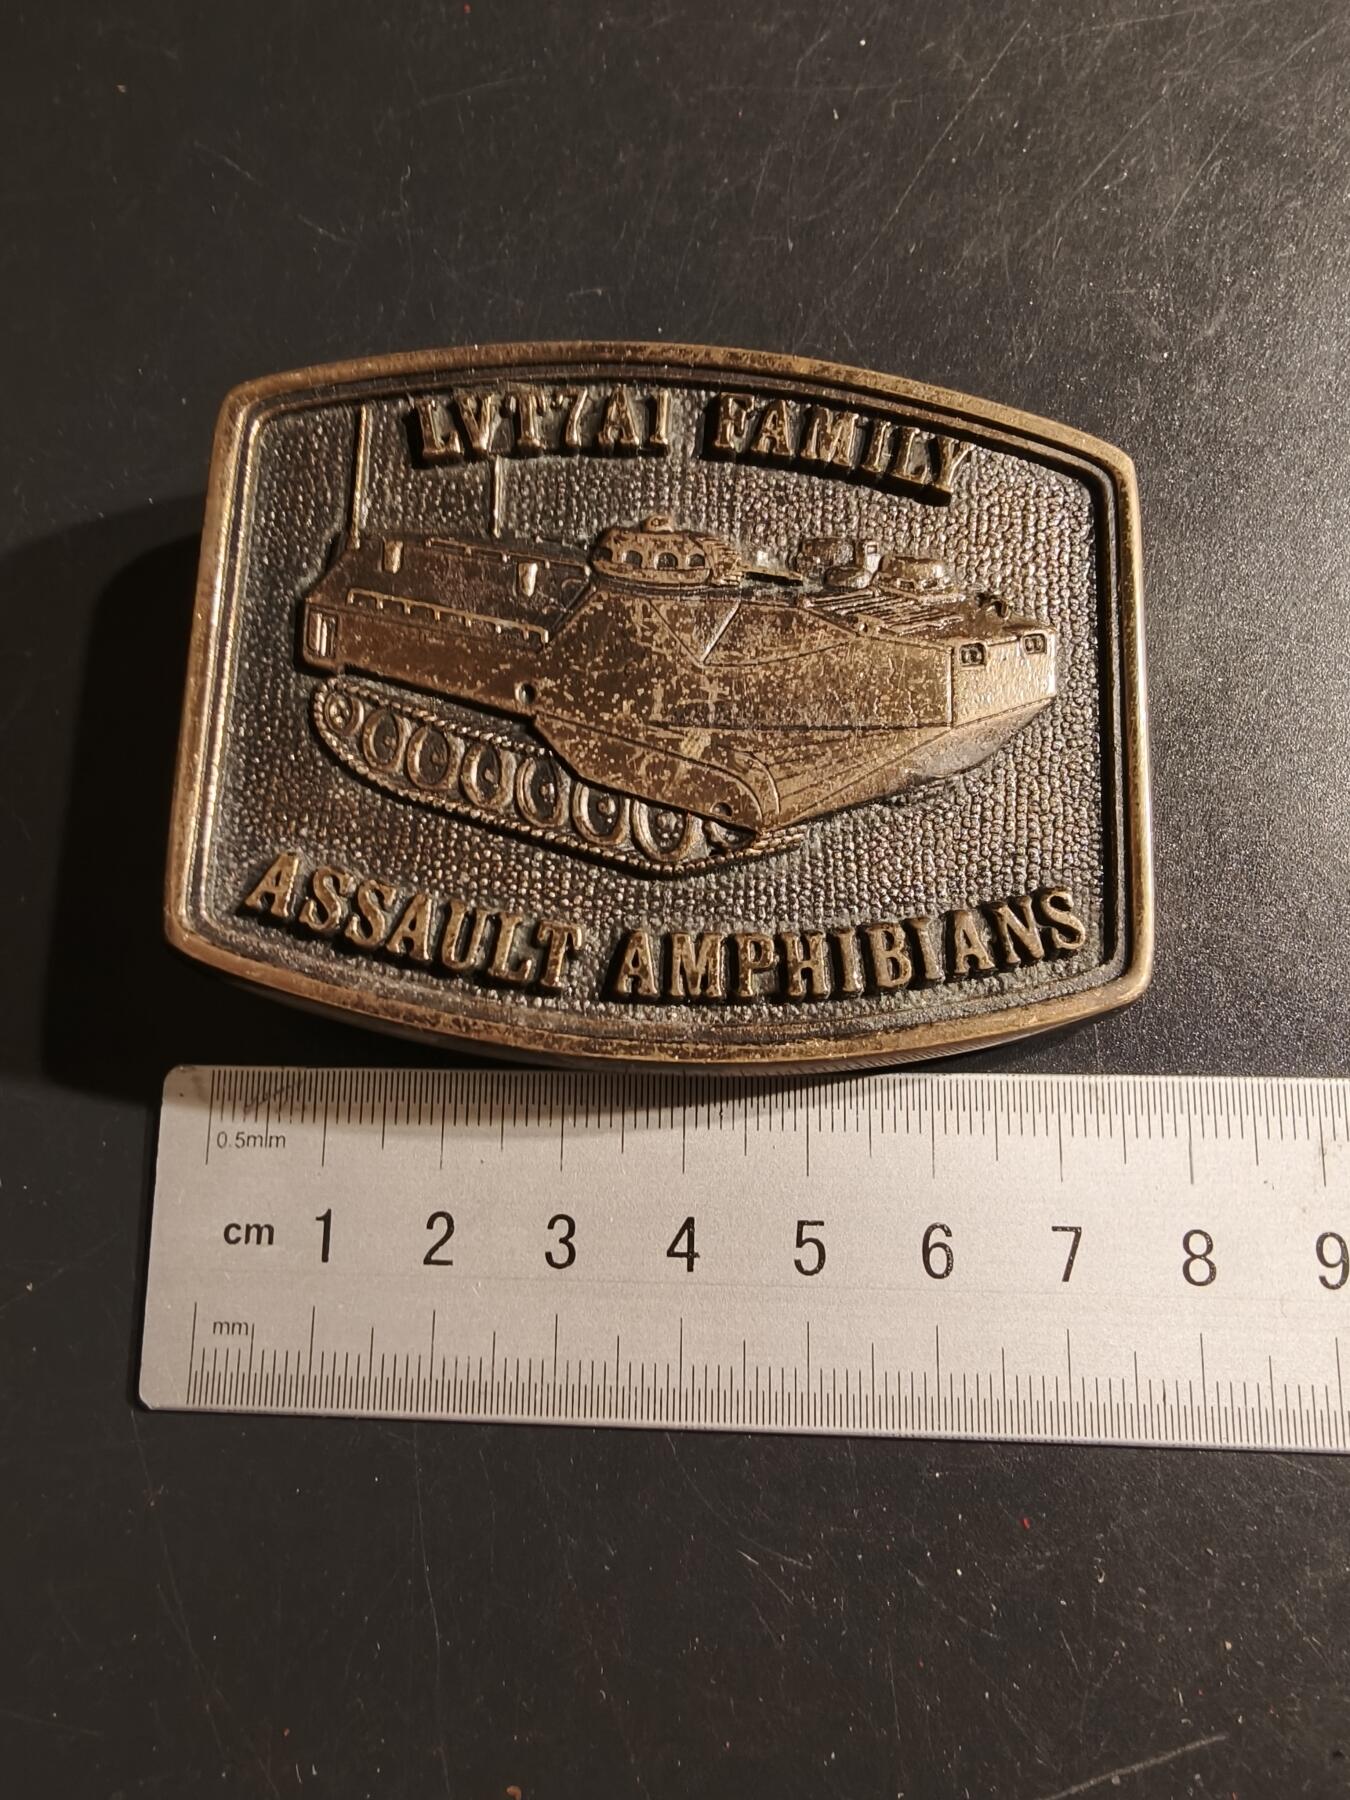 LVT7A1 FAMILY
ASSAULT AMPHIBIANS
0.5mm
cm 1 2 3 4 5 6 7 8 9
mm